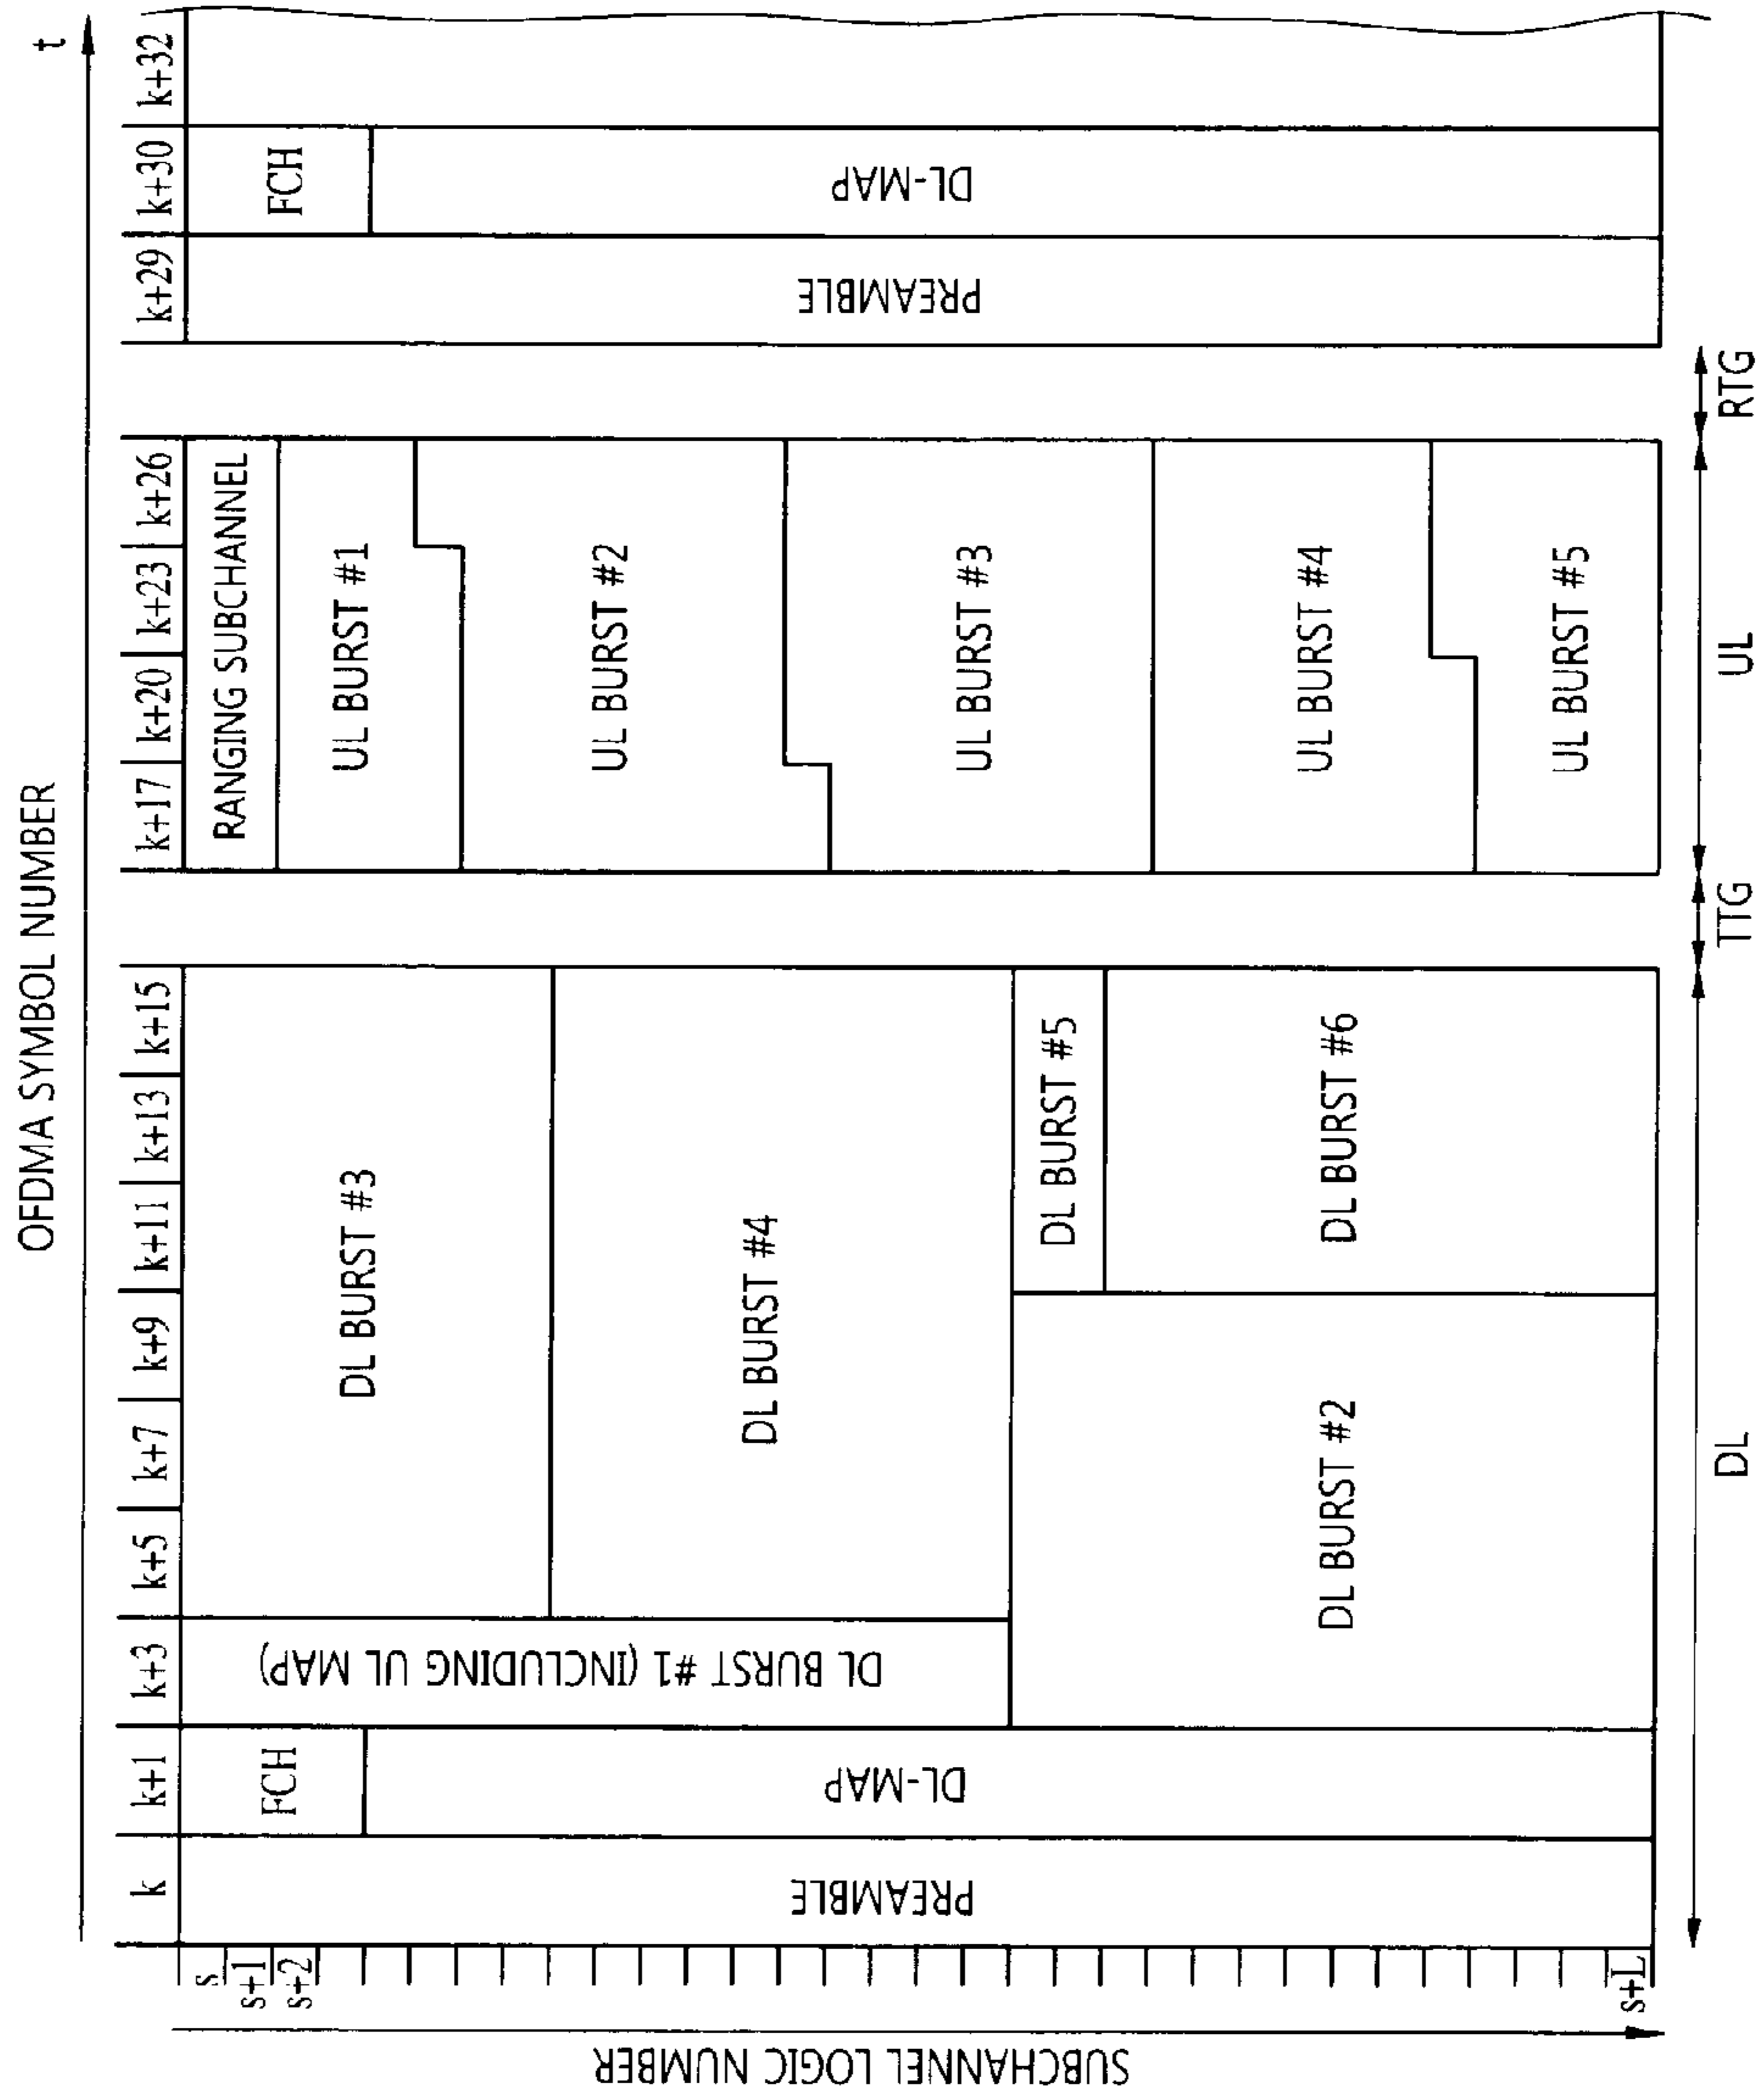 OFDMA SYMBOL NUMBER
t
k
k+1
k+3
k+5
k+7
k+9
k+11
k+13
k+15
k+17
k+20
k+23
k+26
k+29
k+30
k+32
SUBCHANNEL LOGIC NUMBER
s
s+1
s+2
s+L
PREAMBLE
FCH
DL-MAP
DL BURST #1 (INCLUDING UL MAP)
DL BURST #3
DL BURST #4
DL BURST #2
DL BURST #5
DL BURST #6
RANGING SUBCHANNEL
UL BURST #1
UL BURST #2
UL BURST #3
UL BURST #4
UL BURST #5
PREAMBLE
FCH
DL-MAP
DL
TTG
UL
RTG